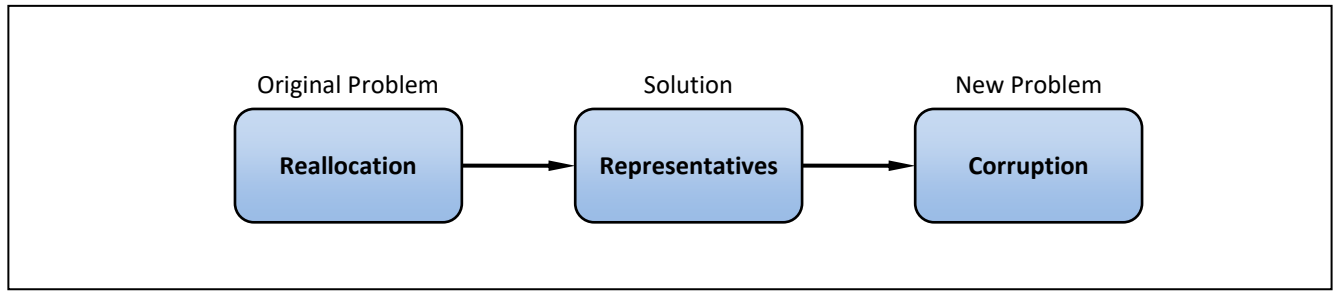 Original Problem
Solution
New Problem
Reallocation
Representatives
Corruption